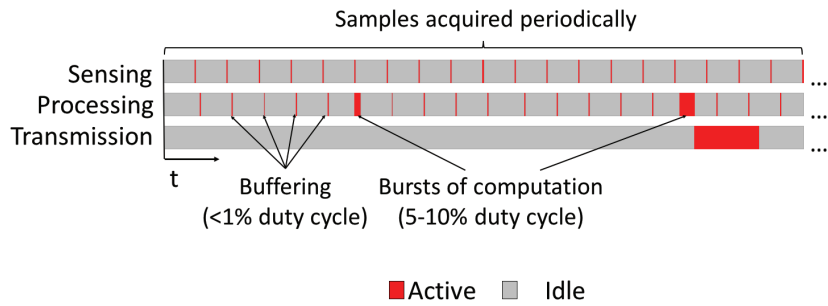 Samples acquired periodically
Sensing
...
Processing
...
Transmission
...
t
Buffering
(<1% duty cycle)
Bursts of computation
(5-10% duty cycle)
Active
Idle